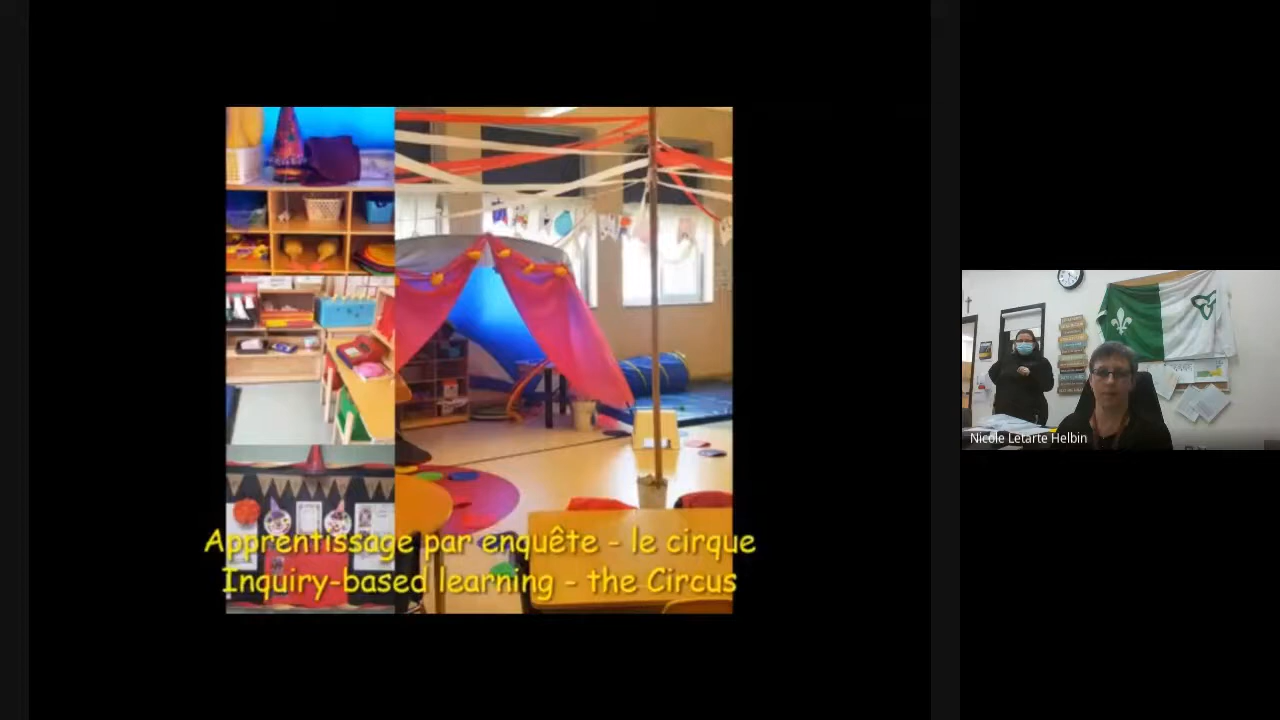 Apprentissage par enquête - le cirque
Inquiry-based learning - the Circus
Nicole Letarte Helbin